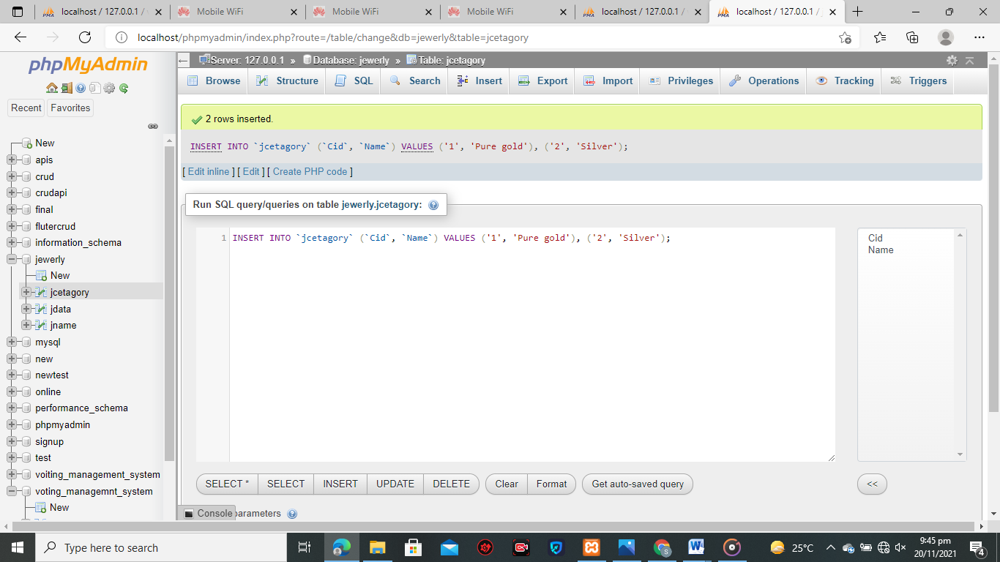 localhost / 127.0.0.1 / v
Mobile WiFi
Mobile WiFi
Mobile WiFi
localhost / 127.0.0.1 /
localhost / 127.0.0.1 / j
localhost/phpmyadmin/index.php?route=/table/change&db=jewerly&table=jcetagory
phpMyAdmin
Recent
Favorites
New
apis
crud
crudapi
final
flutercrud
information_schema
jewerly
New
jcetagory
jdata
jname
mysql
new
newtest
online
performance_schema
phpmyadmin
signup
test
voiting_management_system
voting_managemnt_system
New
Server: 127.0.0.1 » Database: jewerly » Table: jcetagory
Browse Structure SQL Search Insert Export Import Privileges Operations Tracking Triggers
2 rows inserted.
INSERT INTO `jcetagory` (`Cid`, `Name`) VALUES ('1', 'Pure gold'), ('2', 'Silver');
[ Edit inline ] [ Edit ] [ Create PHP code ]
Run SQL query/queries on table jewerly.jcetagory:
1 INSERT INTO `jcetagory` (`Cid`, `Name`) VALUES ('1', 'Pure gold'), ('2', 'Silver');
Cid
Name
SELECT * SELECT INSERT UPDATE DELETE Clear Format Get auto-saved query <<
Console parameters
Type here to search
25°C
9:45 pm
20/11/2021
4